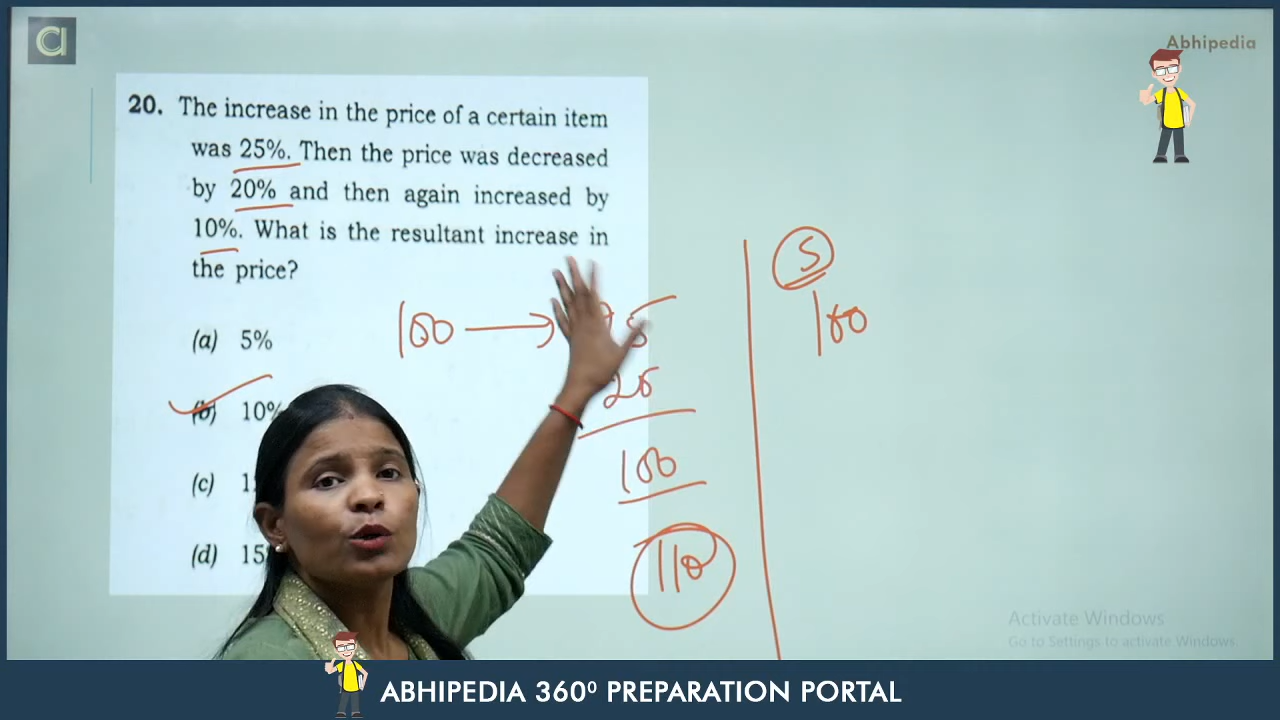 Abhipedia
20. The increase in the price of a certain item
was 25%. Then the price was decreased
by 20% and then again increased by
10%. What is the resultant increase in
the price?
(a) 5%
(b) 10%
(c)
(d) 15
100
25
100
110
5
100
Activate Windows
Go to Settings to activate Windows.
ABHIPEDIA 360⁰ PREPARATION PORTAL